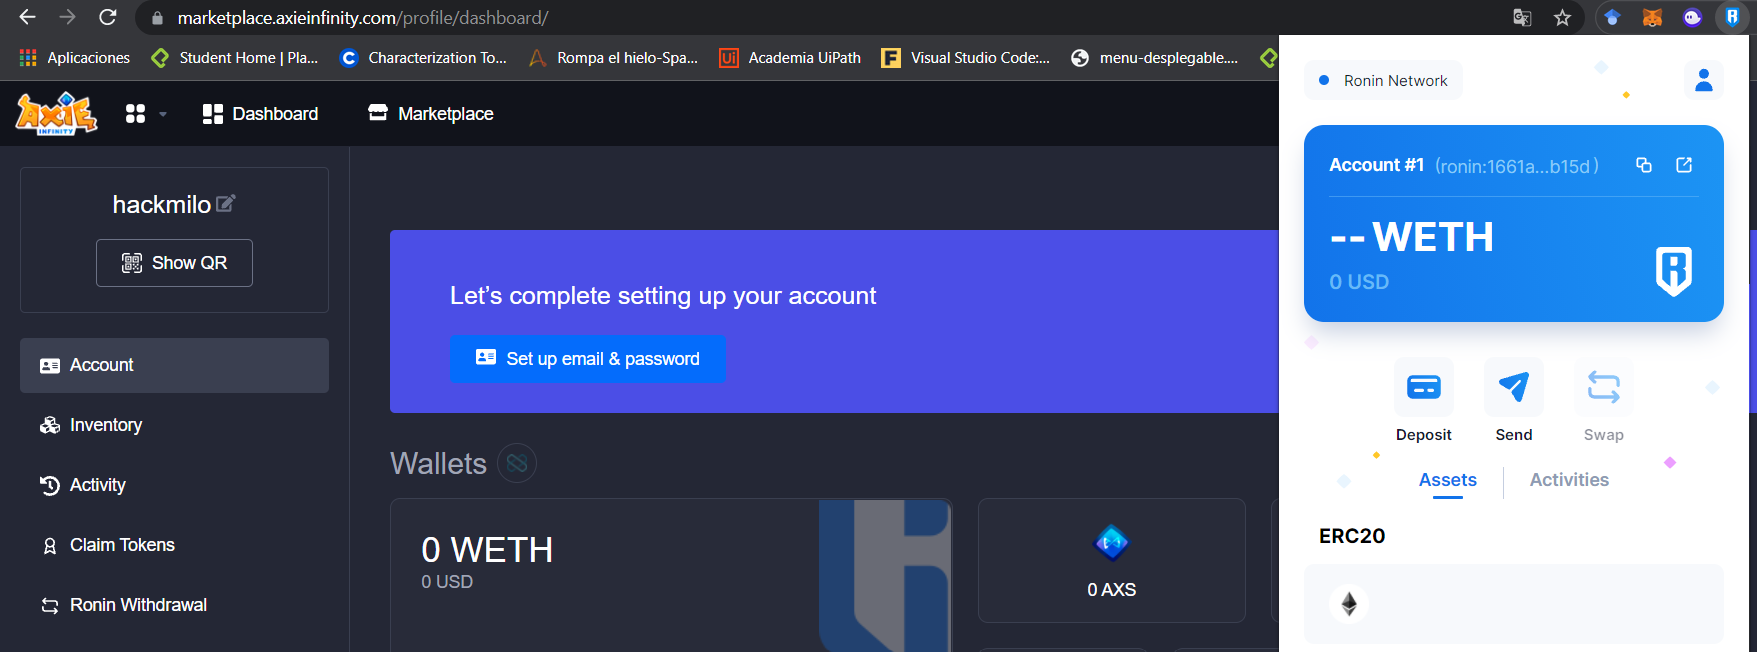 marketplace.axieinfinity.com/profile/dashboard/
Aplicaciones
Student Home | Pla...
Characterization To...
Rompa el hielo-Spa...
Academia UiPath
Visual Studio Code:...
menu-desplegable....
AXIE
INFINITY
Dashboard
Marketplace
hackmilo
Show QR
Account
Inventory
Activity
Claim Tokens
Ronin Withdrawal
Let’s complete setting up your account
Set up email & password
Wallets
0 WETH
0 USD
0 AXS
Ronin Network
Account #1 (ronin:1661a...b15d)
-- WETH
0 USD
Deposit
Send
Swap
Assets
Activities
ERC20